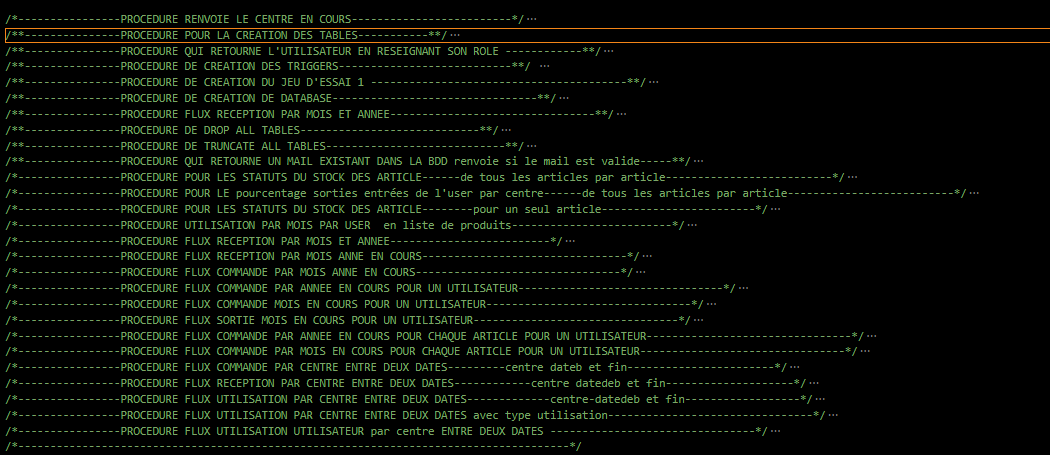 /*----------------PROCEDURE RENVOIE LE CENTRE EN COURS-------------------------*/ ...
/**---------------PROCEDURE POUR LA CREATION DES TABLES-----------**/ ...
/**---------------PROCEDURE QUI RETOURNE L'UTILISATEUR EN RESEIGNANT SON ROLE ------------**/ ...
/**---------------PROCEDURE DE CREATION DES TRIGGERS---------------------------**/ ...
/**---------------PROCEDURE DE CREATION DU JEU D'ESSAI 1 ----------------------------------------**/ ...
/**---------------PROCEDURE DE CREATION DE DATABASE--------------------------------**/ ...
/**---------------PROCEDURE FLUX RECEPTION PAR MOIS ET ANNEE--------------------------------**/ ...
/**---------------PROCEDURE DE DROP ALL TABLES----------------------------**/ ...
/**---------------PROCEDURE DE TRUNCATE ALL TABLES----------------------------**/ ...
/**---------------PROCEDURE QUI RETOURNE UN MAIL EXISTANT DANS LA BDD renvoie si le mail est valide-----**/ ...
/*----------------PROCEDURE POUR LES STATUTS DU STOCK DES ARTICLE------de tous les articles par article--------------------------*/ ...
/*----------------PROCEDURE POUR LE pourcentage sorties entrées de l'user par centre------de tous les articles par article--------------------------*/ ...
/*----------------PROCEDURE POUR LES STATUTS DU STOCK DES ARTICLE--------pour un seul article------------------------*/ ...
/*----------------PROCEDURE UTILISATION PAR MOIS PAR USER  en liste de produits-------------------------*/ ...
/*----------------PROCEDURE FLUX RECEPTION PAR MOIS ET ANNEE-------------------------*/ ...
/*----------------PROCEDURE FLUX RECEPTION PAR MOIS ANNE EN COURS--------------------------------*/ ...
/*----------------PROCEDURE FLUX COMMANDE PAR MOIS ANNE EN COURS--------------------------------*/ ...
/*----------------PROCEDURE FLUX COMMANDE PAR ANNEE EN COURS POUR UN UTILISATEUR--------------------------------*/ ...
/*----------------PROCEDURE FLUX COMMANDE MOIS EN COURS POUR UN UTILISATEUR--------------------------------*/ ...
/*----------------PROCEDURE FLUX SORTIE MOIS EN COURS POUR UN UTILISATEUR--------------------------------*/ ...
/*----------------PROCEDURE FLUX COMMANDE PAR ANNEE EN COURS POUR CHAQUE ARTICLE POUR UN UTILISATEUR--------------------------------*/ ...
/*----------------PROCEDURE FLUX COMMANDE PAR MOIS EN COURS POUR CHAQUE ARTICLE POUR UN UTILISATEUR--------------------------------*/ ...
/*----------------PROCEDURE FLUX COMMANDE PAR CENTRE ENTRE DEUX DATES---------centre dateb et fin-----------------------*/ ...
/*----------------PROCEDURE FLUX RECEPTION PAR CENTRE ENTRE DEUX DATES------------centre datedeb et fin--------------------*/ ...
/*----------------PROCEDURE FLUX UTILISATION PAR CENTRE ENTRE DEUX DATES-------------centre-datedeb et fin------------------*/ ...
/*----------------PROCEDURE FLUX UTILISATION PAR CENTRE ENTRE DEUX DATES avec type utilisation--------------------------------*/ ...
/*----------------PROCEDURE FLUX UTILISATION UTILISATEUR par centre ENTRE DEUX DATES --------------------------------*/ ...
/*--------------------------------------------------------------------------------------*/